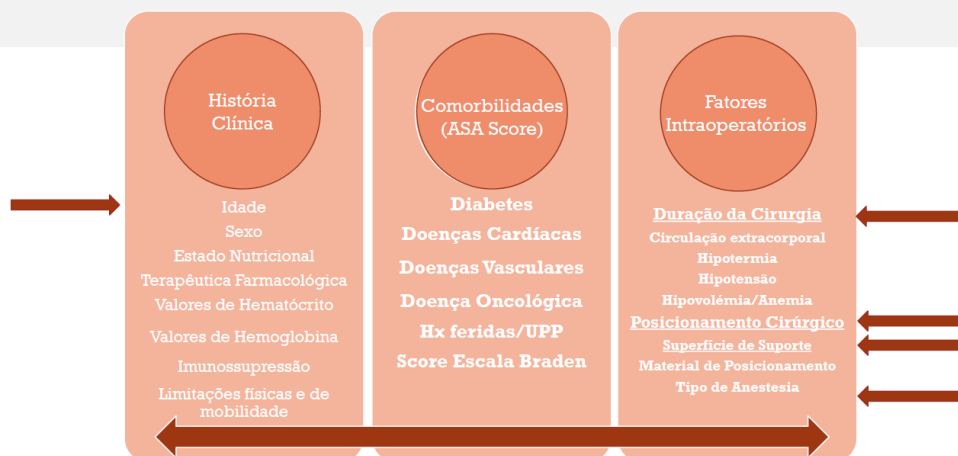 História
Clínica
Idade
Sexo
Estado Nutricional
Terapêutica Farmacológica
Valores de Hematócrito
Valores de Hemoglobina
Imunossupressão
Limitações físicas e de
mobilidade
Comorbilidades
(ASA Score)
Diabetes
Doenças Cardíacas
Doenças Vasculares
Doença Oncológica
Hx feridas/UPP
Score Escala Braden
Fatores
Intraoperatórios
Duração da Cirurgia
Circulação extracorporal
Hipotermia
Hipotensão
Hipovolémia/Anemia
Posicionamento Cirúrgico
Superfície de Suporte
Material de Posicionamento
Tipo de Anestesia